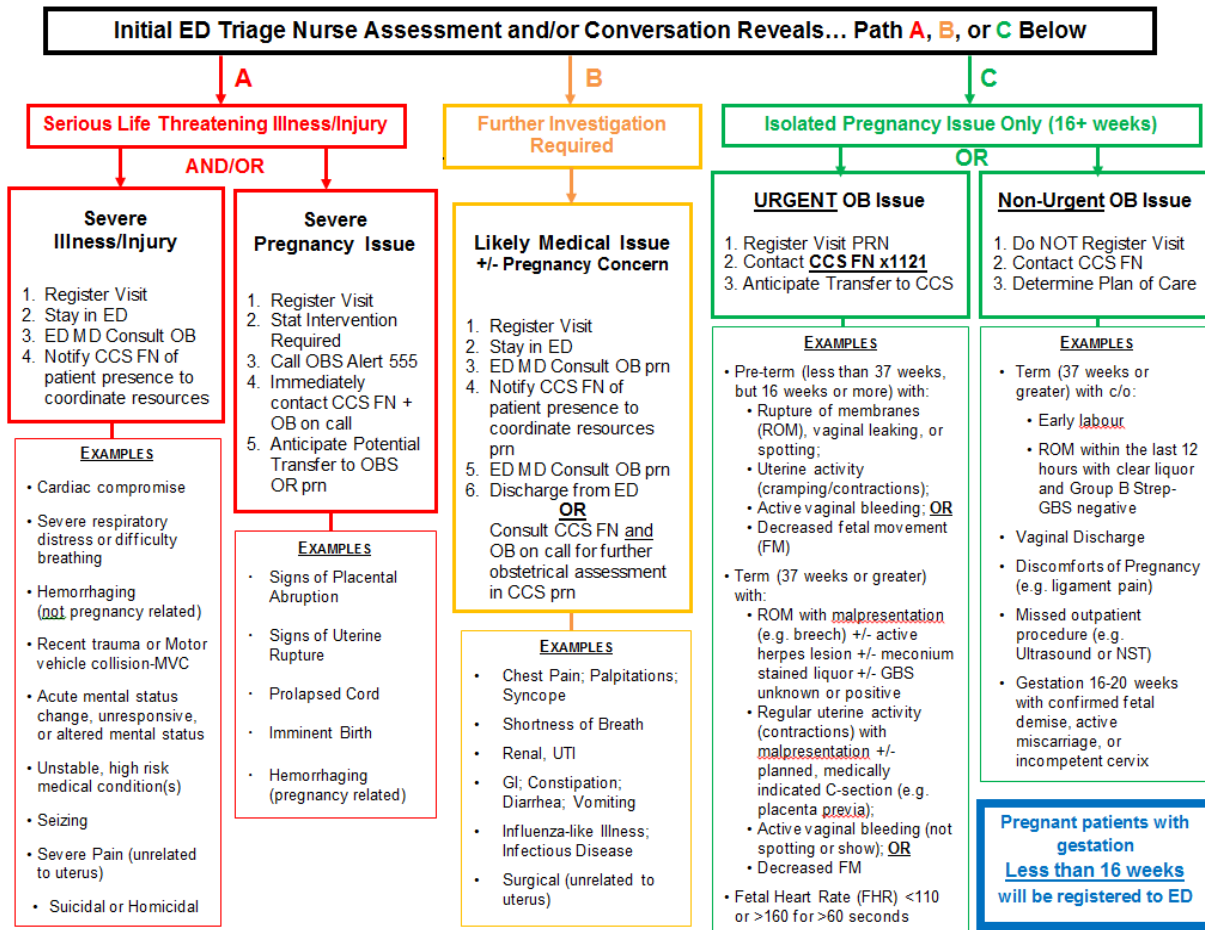 Initial ED Triage Nurse Assessment and/or Conversation Reveals… Path A, B, or C Below
A
Serious Life Threatening Illness/Injury
AND/OR
Severe
Illness/Injury
1. Register Visit
2. Stay in ED
3. ED MD Consult OB
4. Notify CCS FN of
patient presence to
coordinate resources
EXAMPLES
• Cardiac compromise
• Severe respiratory
distress or difficulty
breathing
• Hemorrhaging
(not pregnancy related)
• Recent trauma or Motor
vehicle collision-MVC
• Acute mental status
change, unresponsive,
or altered mental status
• Unstable, high risk
medical condition(s)
• Seizing
• Severe Pain (unrelated
to uterus)
• Suicidal or Homicidal
Severe
Pregnancy Issue
1. Register Visit
2. Stat Intervention
Required
3. Call OBS Alert 555
4. Immediately
contact CCS FN +
OB on call
5. Anticipate Potential
Transfer to OBS
OR prn
EXAMPLES
· Signs of Placental
Abruption
· Signs of Uterine
Rupture
· Prolapsed Cord
· Imminent Birth
· Hemorrhaging
(pregnancy related)
B
Further Investigation
Required
Likely Medical Issue
+/- Pregnancy Concern
1. Register Visit
2. Stay in ED
3. ED MD Consult OB prn
4. Notify CCS FN of
patient presence to
coordinate resources
prn
5. ED MD Consult OB prn
6. Discharge from ED
OR
Consult CCS FN and
OB on call for further
obstetrical assessment
in CCS prn
EXAMPLES
• Chest Pain; Palpitations;
Syncope
• Shortness of Breath
• Renal, UTI
• GI; Constipation;
Diarrhea; Vomiting
• Influenza-like Illness;
Infectious Disease
• Surgical (unrelated to
uterus)
C
Isolated Pregnancy Issue Only (16+ weeks)
OR
URGENT OB Issue
1. Register Visit PRN
2. Contact CCS FN x1121
3. Anticipate Transfer to CCS
EXAMPLES
• Pre-term (less than 37 weeks,
but 16 weeks or more) with:
• Rupture of membranes
(ROM), vaginal leaking, or
spotting;
• Uterine activity
(cramping/contractions);
• Active vaginal bleeding; OR
• Decreased fetal movement
(FM)
• Term (37 weeks or greater)
with:
• ROM with malpresentation
(e.g. breech) +/- active
herpes lesion +/- meconium
stained liquor +/- GBS
unknown or positive
• Regular uterine activity
(contractions) with
malpresentation +/-
planned, medically
indicated C-section (e.g.
placenta previa);
• Active vaginal bleeding (not
spotting or show); OR
• Decreased FM
• Fetal Heart Rate (FHR) <110
or >160 for >60 seconds
Non-Urgent OB Issue
1. Do NOT Register Visit
2. Contact CCS FN
3. Determine Plan of Care
EXAMPLES
• Term (37 weeks or
greater) with c/o:
• Early labour
• ROM within the last 12
hours with clear liquor
and Group B Strep-
GBS negative
• Vaginal Discharge
• Discomforts of Pregnancy
(e.g. ligament pain)
• Missed outpatient
procedure (e.g.
Ultrasound or NST)
• Gestation 16-20 weeks
with confirmed fetal
demise, active
miscarriage, or
incompetent cervix
Pregnant patients with
gestation
Less than 16 weeks
will be registered to ED